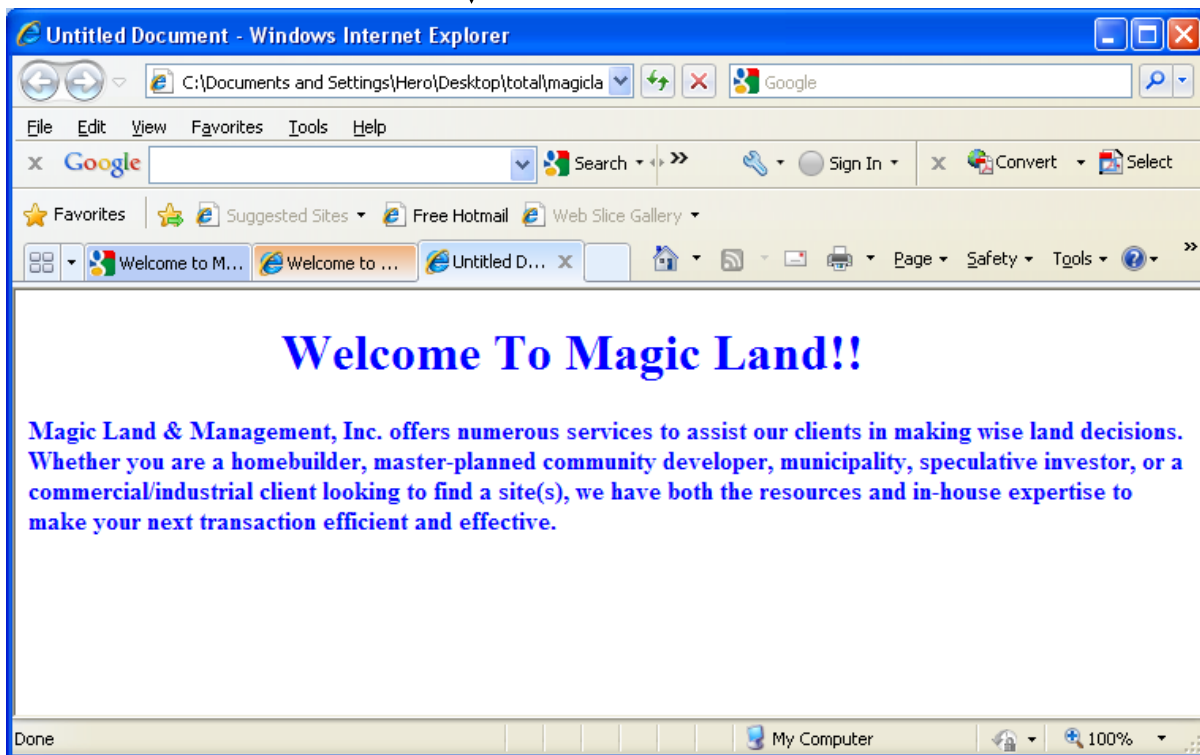 Untitled Document - Windows Internet Explorer
C:\Documents and Settings\Hero\Desktop\total\magicla Google
File Edit View Favorites Tools Help
x Google Search » Sign In x Convert Select
Favorites Suggested Sites Free Hotmail Web Slice Gallery
Welcome to M... Welcome to ... Untitled D... X Page Safety Tools »
Welcome To Magic Land!!
Magic Land & Management, Inc. offers numerous services to assist our clients in making wise land decisions.
Whether you are a homebuilder, master-planned community developer, municipality, speculative investor, or a
commercial/industrial client looking to find a site(s), we have both the resources and in-house expertise to
make your next transaction efficient and effective.
Done My Computer 100%